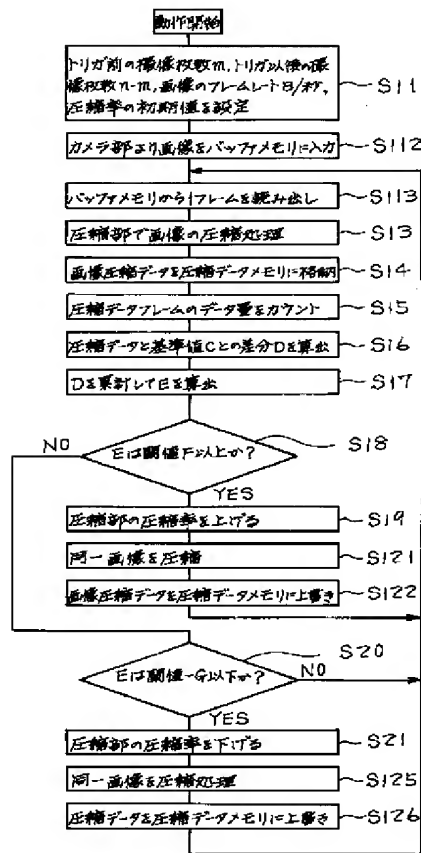 動作開始
トリガ前の撮像枚数m、トリガ以後の撮
像枚数n-m、画像のフレームレートB/秒、
圧縮率の初期値を設定
S11
カメラ部より画像をバッファメモリに入力
S112
バッファメモリから1フレームを読み出し
S113
圧縮部で画像の圧縮処理
S13
画像圧縮データを圧縮データメモリに格納
S14
圧縮データフレームのデータ量をカウント
S15
圧縮データと基準値Cとの差分Dを算出
S16
Dを累計してEを算出
S17
Eは閾値F以上か?
S18
NO
YES
圧縮部の圧縮率を上げる
S19
同一画像を圧縮
S121
画像圧縮データを圧縮データメモリに上書き
S122
Eは閾値-G以下か?
S20
NO
YES
圧縮部の圧縮率を下げる
S21
同一画像を圧縮処理
S125
圧縮データを圧縮データメモリに上書き
S126